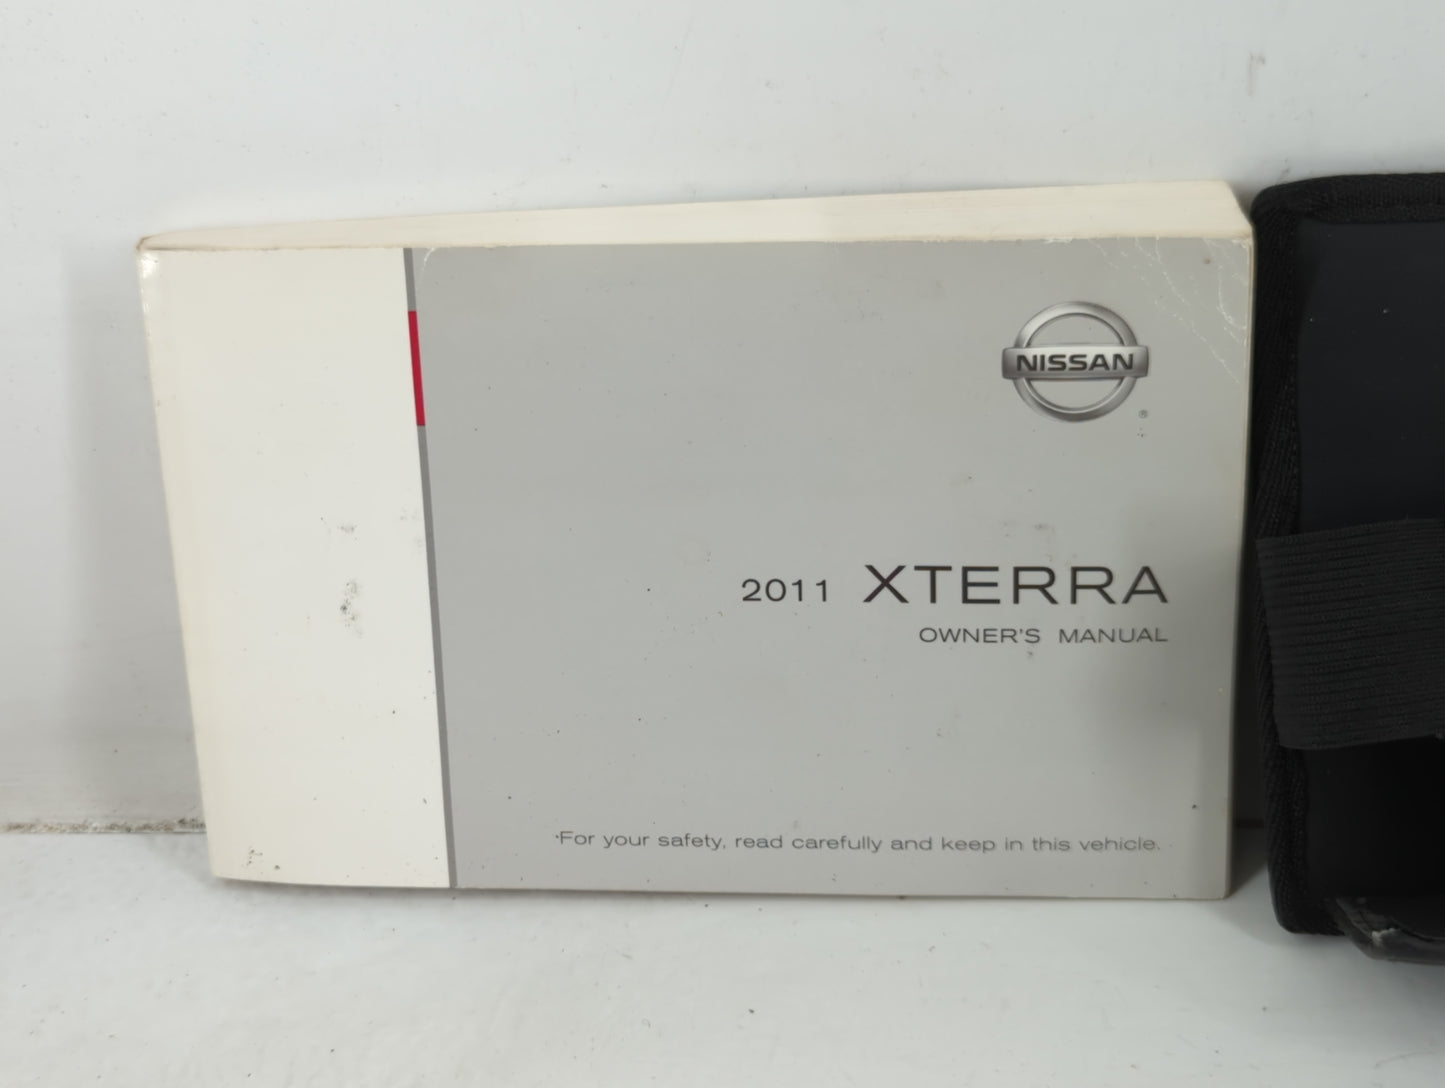 NISSAN
®
2011 XTERRA
OWNER'S MANUAL
For your safety, read carefully and keep in this vehicle.